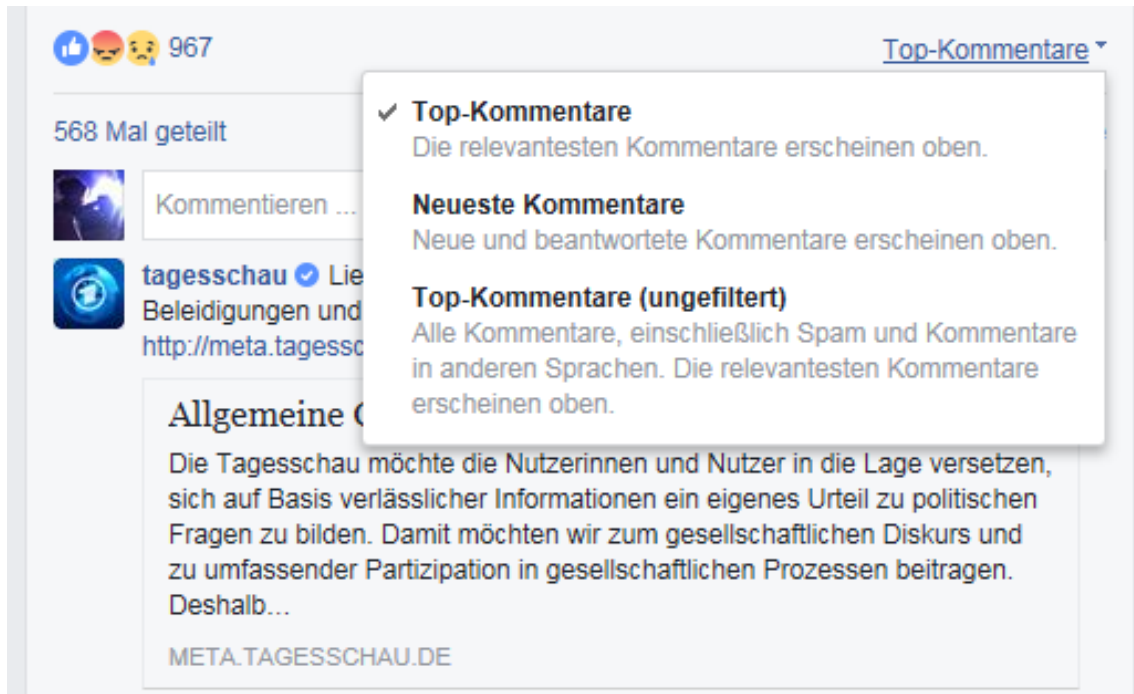 967
Top-Kommentare
Top-Kommentare
Die relevantesten Kommentare erscheinen oben.
568 Mal geteilt
Kommentieren ...
Neueste Kommentare
Neue und beantwortete Kommentare erscheinen oben.
tagesschau Lie
Top-Kommentare (ungefiltert)
Beleidigungen und
Alle Kommentare, einschließlich Spam und Kommentare
http://meta.tagessc
in anderen Sprachen. Die relevantesten Kommentare
erscheinen oben.
Allgemeine
Die Tagesschau möchte die Nutzerinnen und Nutzer in die Lage versetzen,
sich auf Basis verlässlicher Informationen ein eigenes Urteil zu politischen
Fragen zu bilden. Damit möchten wir zum gesellschaftlichen Diskurs und
zu umfassender Partizipation in gesellschaftlichen Prozessen beitragen.
Deshalb...
META.TAGESSCHAU.DE